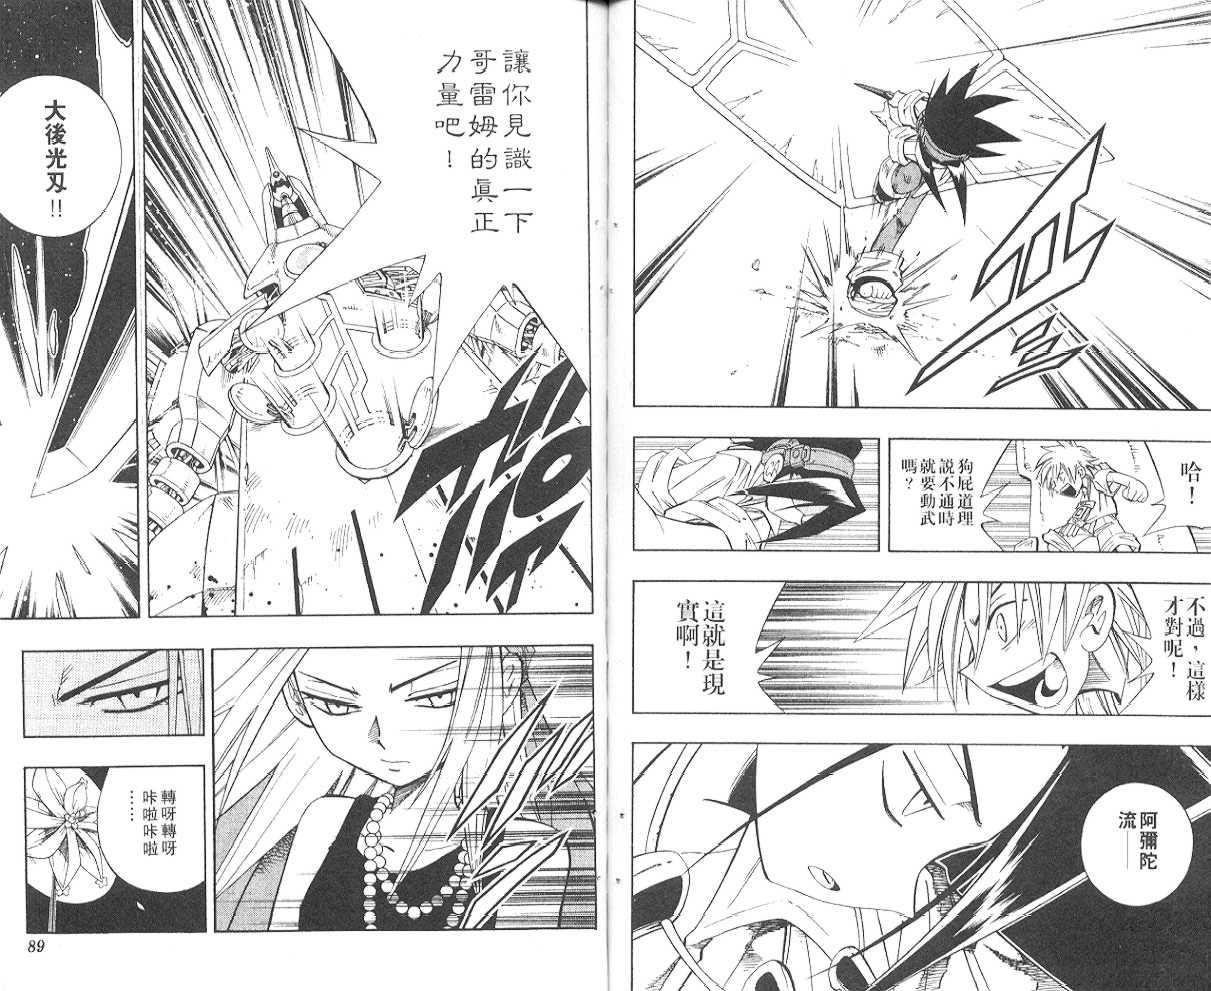 哈！
狗屁道理
説不通時
就要動武
嗎？
不過，這樣
才對呢！
這就是現
實啊！
阿彌陀
流──
讓你見識一下
哥雷姆的眞正
力量吧！
大後光刃!!
轉呀轉呀
咔啦咔啦
……
89